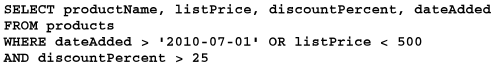 SELECT productName, listPrice, discountPercent, dateAdded
FROM products
WHERE dateAdded > '2010-07-01' OR listPrice < 500
AND discountPercent > 25